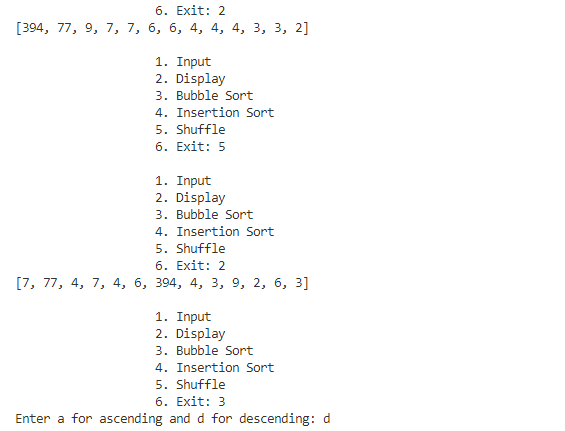 6. Exit: 2
[394, 77, 9, 7, 7, 6, 6, 4, 4, 4, 3, 3, 2]
1. Input
2. Display
3. Bubble Sort
4. Insertion Sort
5. Shuffle
6. Exit: 5
1. Input
2. Display
3. Bubble Sort
4. Insertion Sort
5. Shuffle
6. Exit: 2
[7, 77, 4, 7, 4, 6, 394, 4, 3, 9, 2, 6, 3]
1. Input
2. Display
3. Bubble Sort
4. Insertion Sort
5. Shuffle
6. Exit: 3
Enter a for ascending and d for descending: d